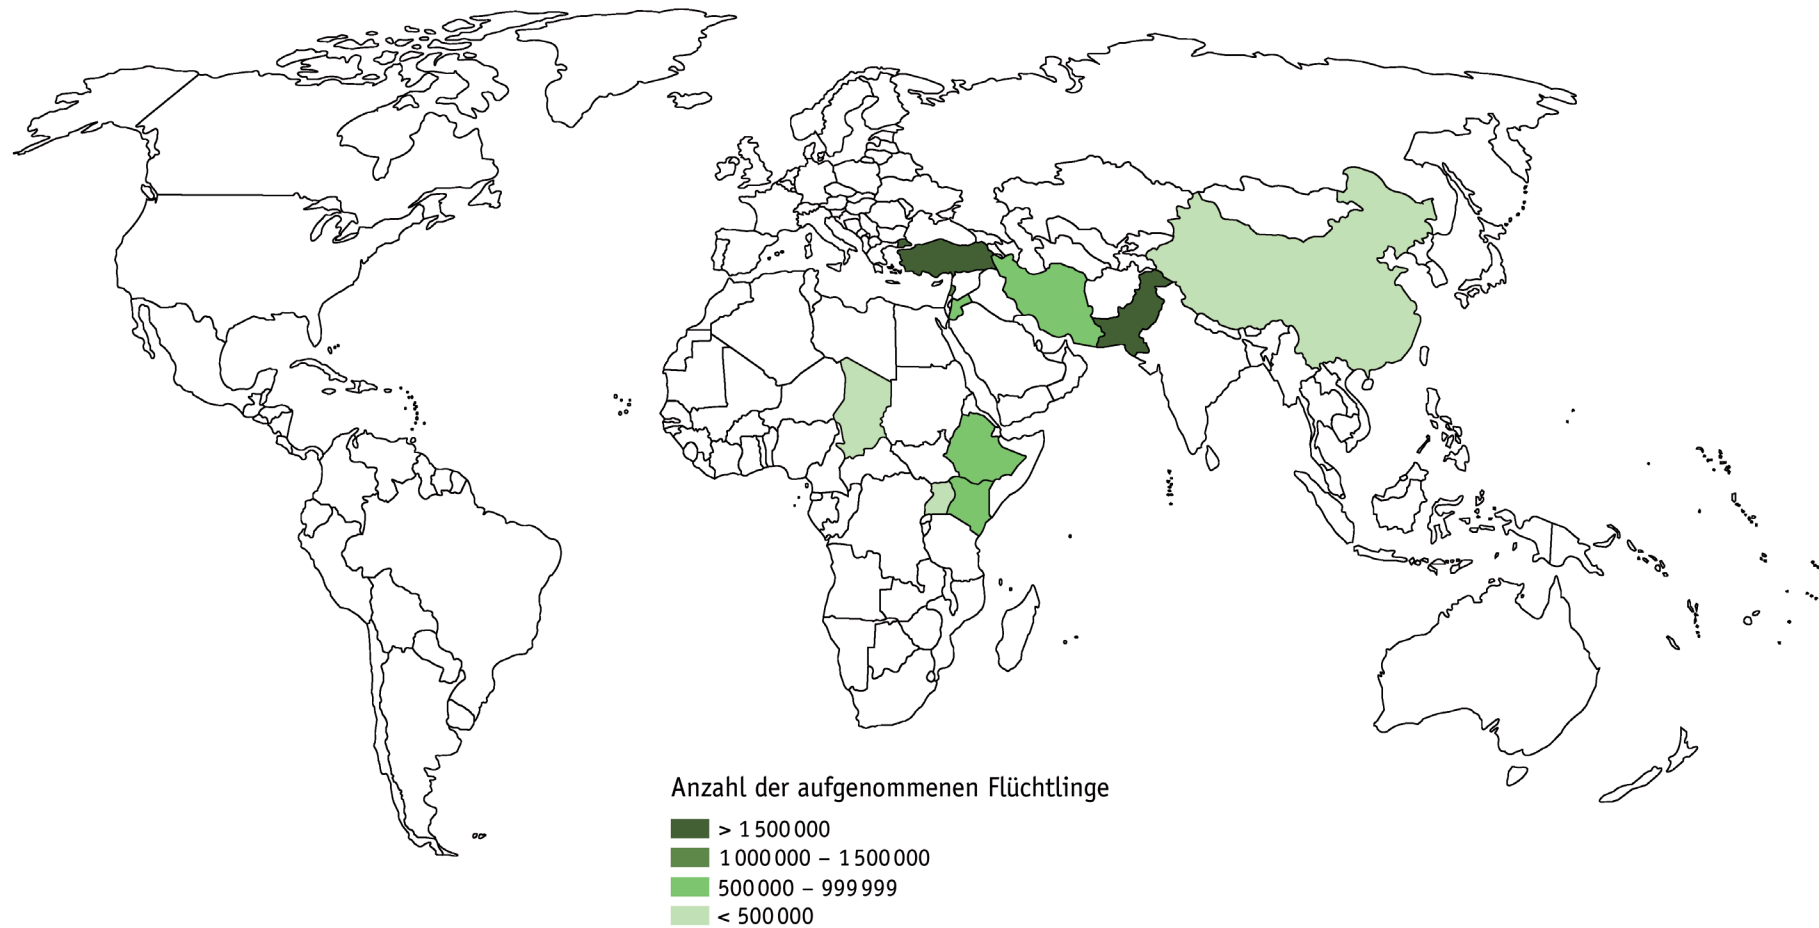 Anzahl der aufgenommenen Flüchtlinge
> 1 500 000
1 000 000 – 1 500 000
500 000 – 999 999
< 500 000